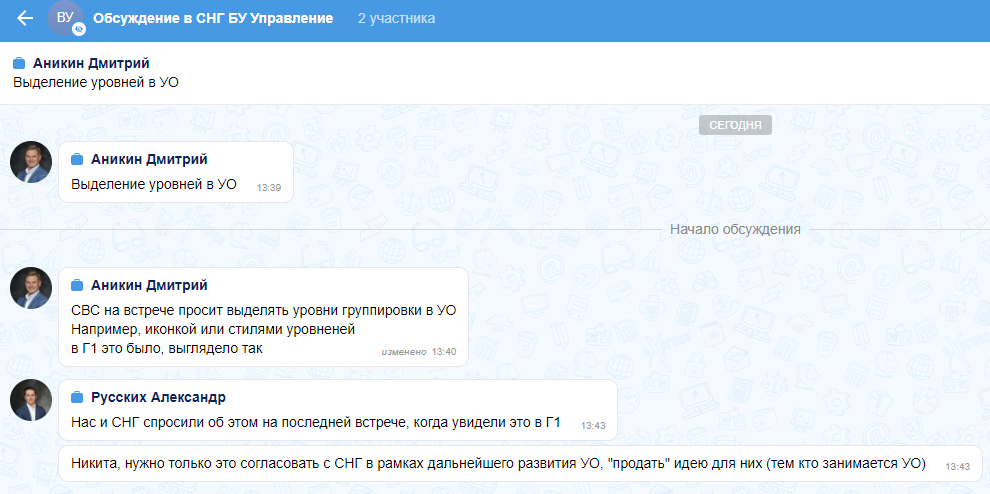 ВУ
Обсуждение в СНГ БУ Управление 2 участника
Аникин Дмитрий
Выделение уровней в УО
СЕГОДНЯ
Аникин Дмитрий
Выделение уровней в УО 13:39
Начало обсуждения
Аникин Дмитрий
СВС на встрече просит выделять уровни группировки в УО
Например, иконкой или стилями уровненей
в Г1 это было, выглядело так изменено 13:40
Русских Александр
Нас и СНГ спросили об этом на последней встрече, когда увидели это в Г1 13:43
Никита, нужно только это согласовать с СНГ в рамках дальнейшего развития УО, "продать" идею для них (тем кто занимается УО) 13:43